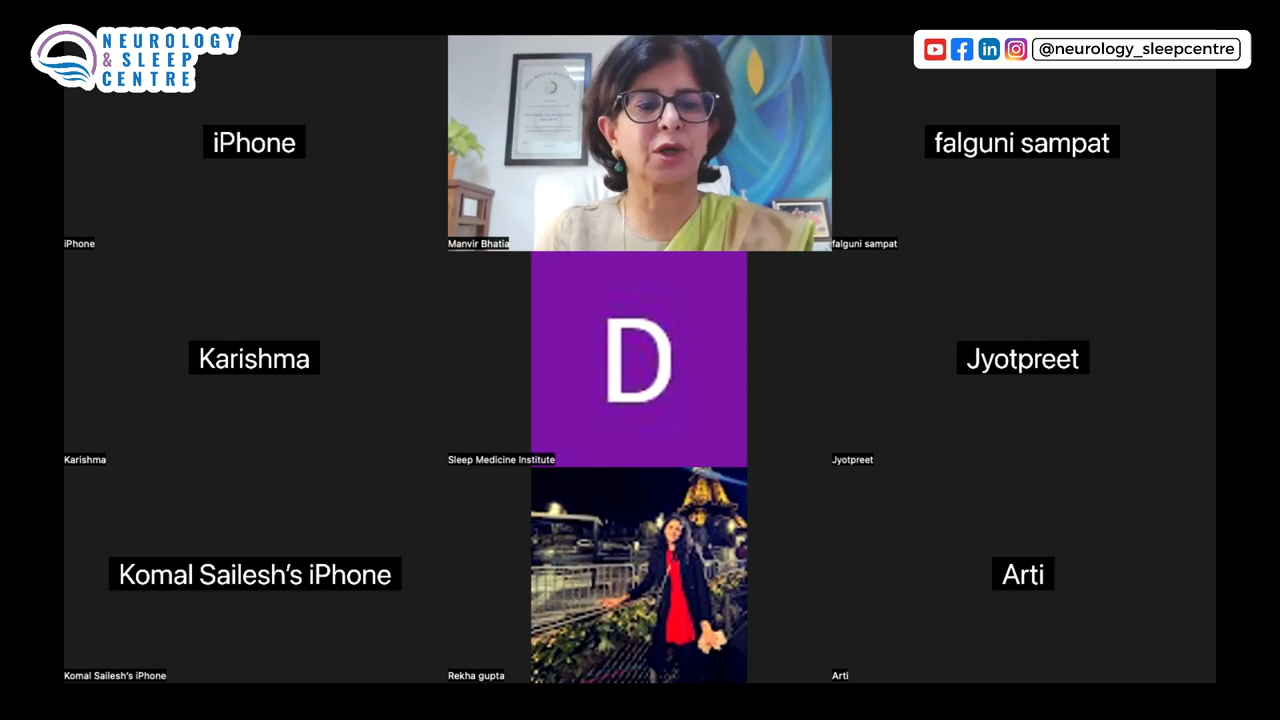 NEUROLOGY
& SLEEP
CENTRE
@neurology_sleepcentre
iPhone
falguni sampat
iPhone
Manvir Bhatia
falguni sampat
Karishma
D
Jyotpreet
Karishma
Sleep Medicine Institute
Jyotpreet
Komal Sailesh's iPhone
Arti
Komal Sailesh's iPhone
Rekha gupta
Arti